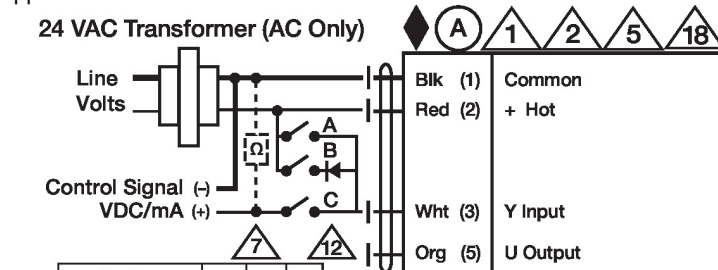 24 VAC Transformer (AC Only)
A 1 2 5 18
Line
Volts
Blk (1) Common
Red (2) + Hot
A
B
Ω
Control Signal (–)
VDC/mA (+)
C
Wht (3) Y Input
7 12
Org (5) U Output